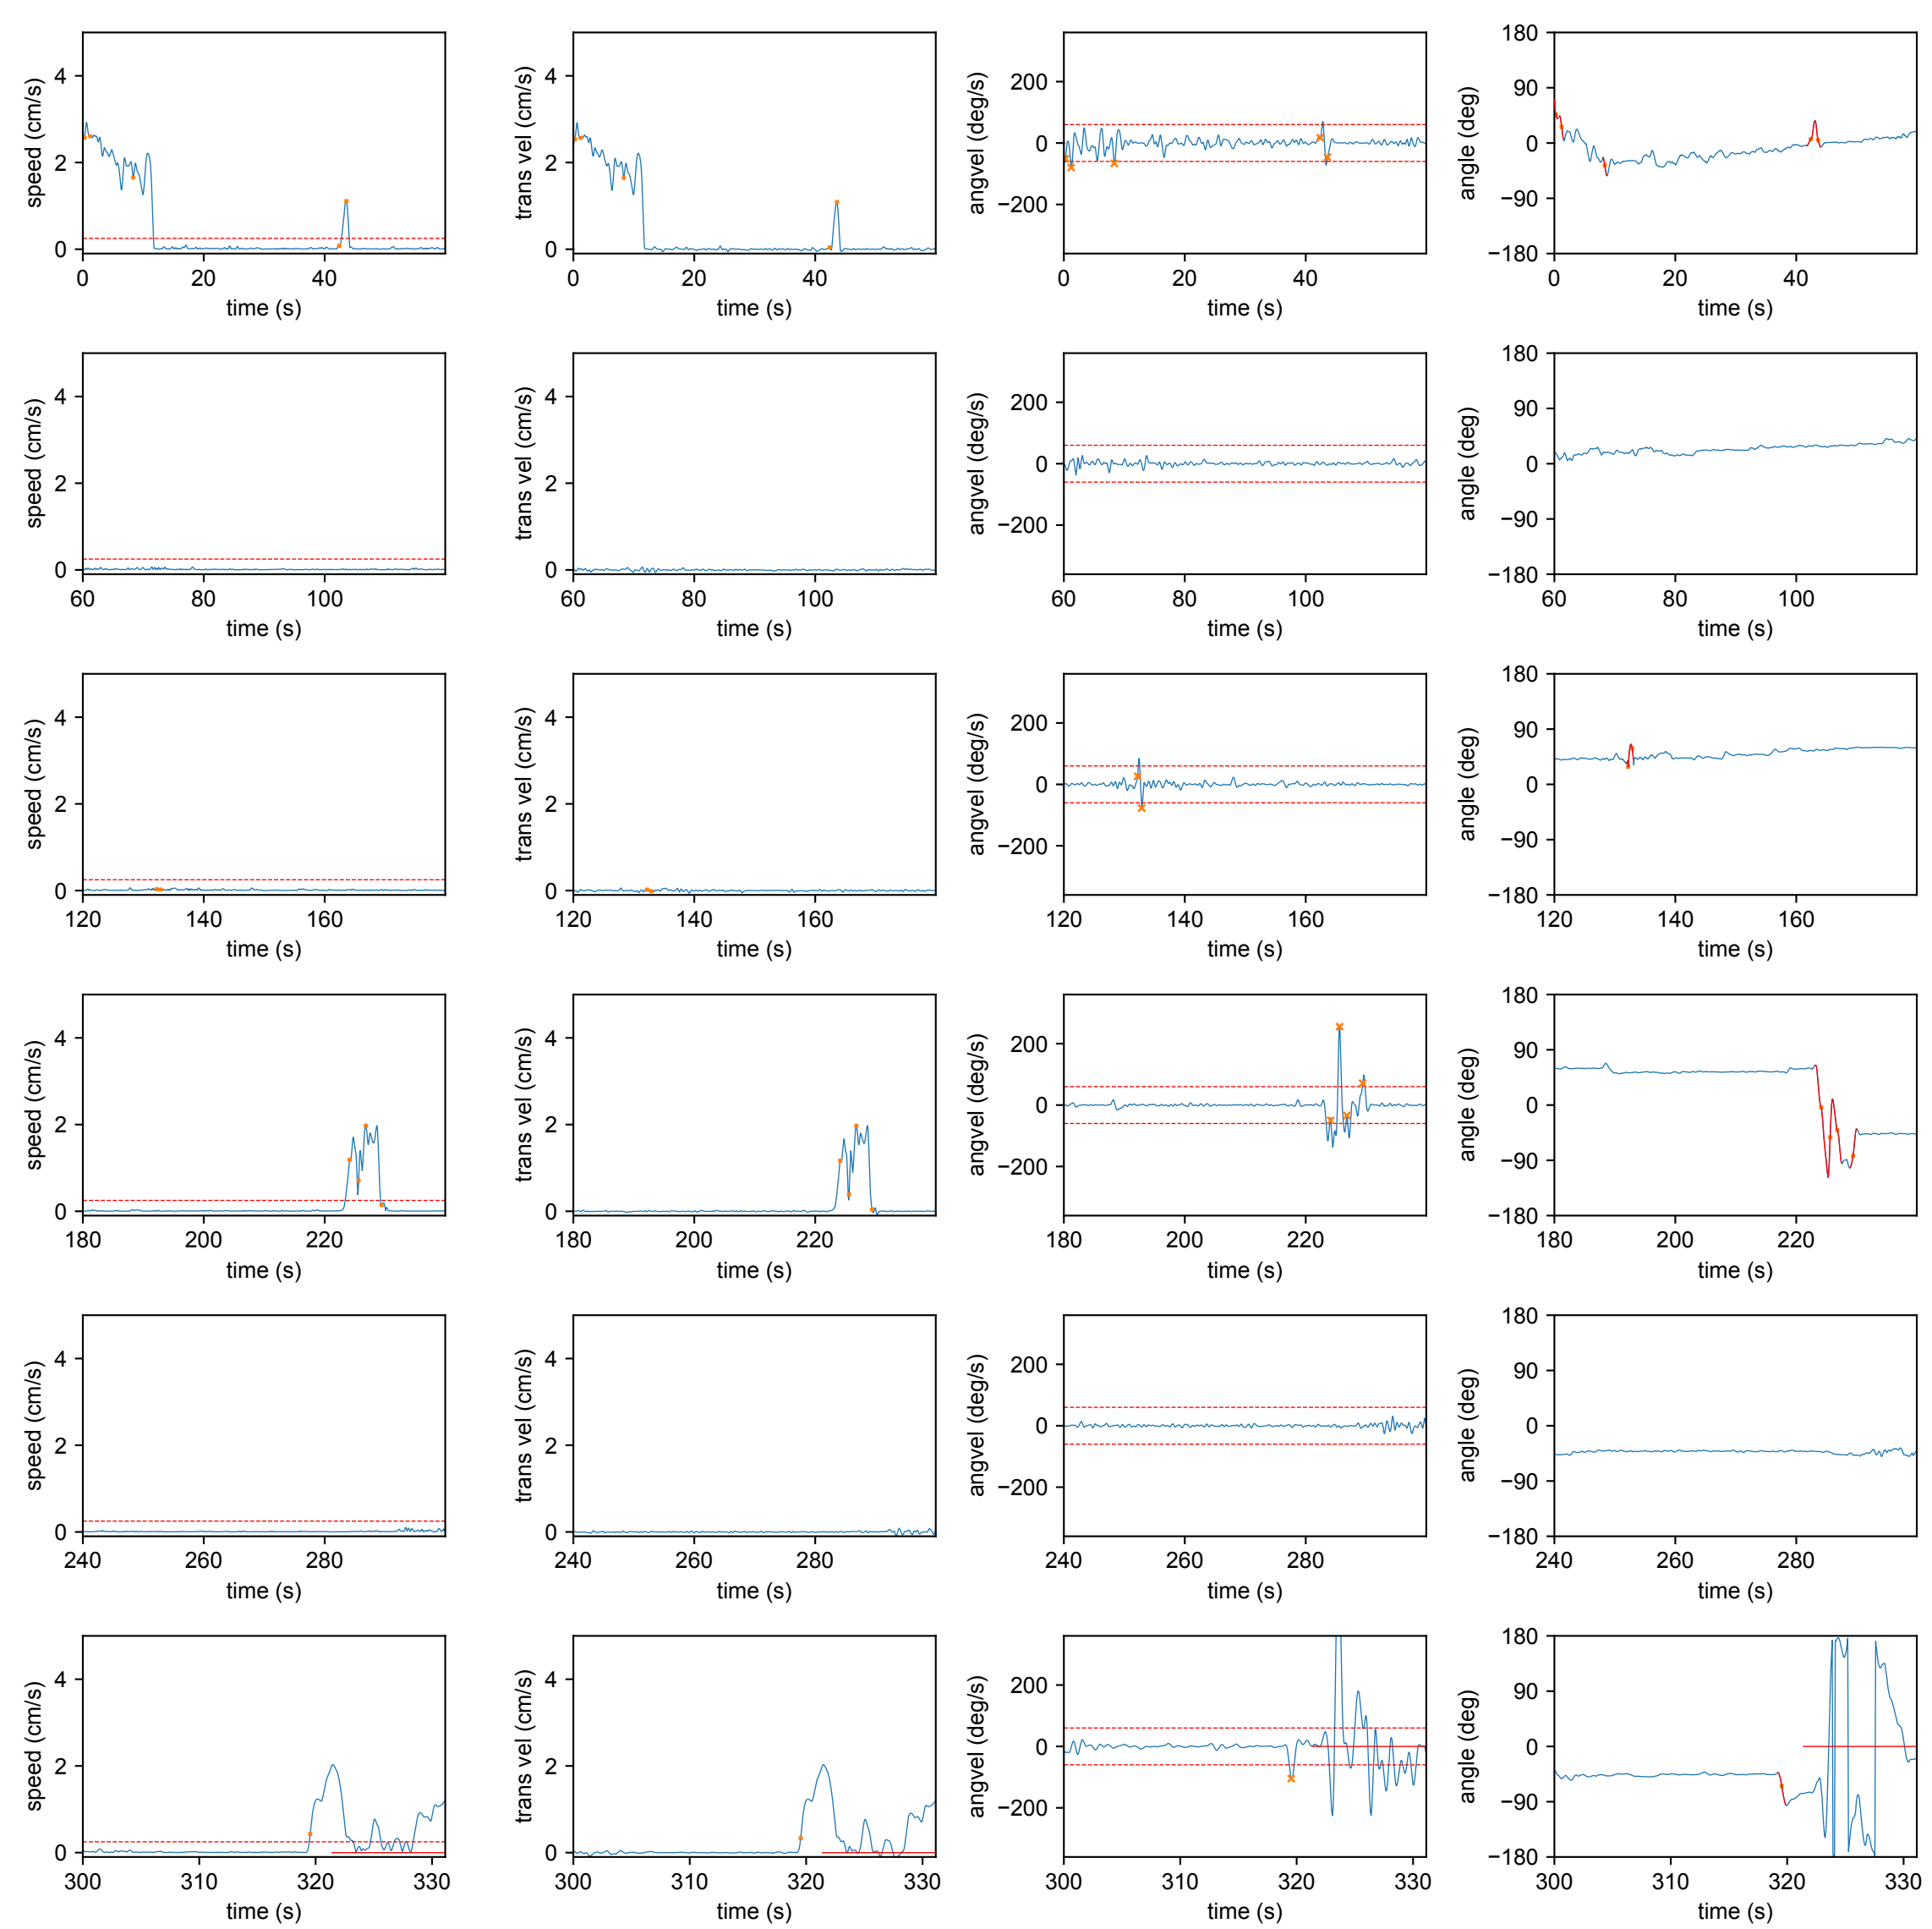 speed (cm/s)
4
2
0
0 20 40
time (s)
trans vel (cm/s)
4
2
0
0 20 40
time (s)
angvel (deg/s)
200
0
−200
0 20 40
time (s)
angle (deg)
180
90
0
−90
−180
0 20 40
time (s)
speed (cm/s)
4
2
0
60 80 100
time (s)
trans vel (cm/s)
4
2
0
60 80 100
time (s)
angvel (deg/s)
200
0
−200
60 80 100
time (s)
angle (deg)
180
90
0
−90
−180
60 80 100
time (s)
speed (cm/s)
4
2
0
120 140 160
time (s)
trans vel (cm/s)
4
2
0
120 140 160
time (s)
angvel (deg/s)
200
0
−200
120 140 160
time (s)
angle (deg)
180
90
0
−90
−180
120 140 160
time (s)
speed (cm/s)
4
2
0
180 200 220
time (s)
trans vel (cm/s)
4
2
0
180 200 220
time (s)
angvel (deg/s)
200
0
−200
180 200 220
time (s)
angle (deg)
180
90
0
−90
−180
180 200 220
time (s)
speed (cm/s)
4
2
0
240 260 280
time (s)
trans vel (cm/s)
4
2
0
240 260 280
time (s)
angvel (deg/s)
200
0
−200
240 260 280
time (s)
angle (deg)
180
90
0
−90
−180
240 260 280
time (s)
speed (cm/s)
4
2
0
300 310 320 330
time (s)
trans vel (cm/s)
4
2
0
300 310 320 330
time (s)
angvel (deg/s)
200
0
−200
300 310 320 330
time (s)
angle (deg)
180
90
0
−90
−180
300 310 320 330
time (s)